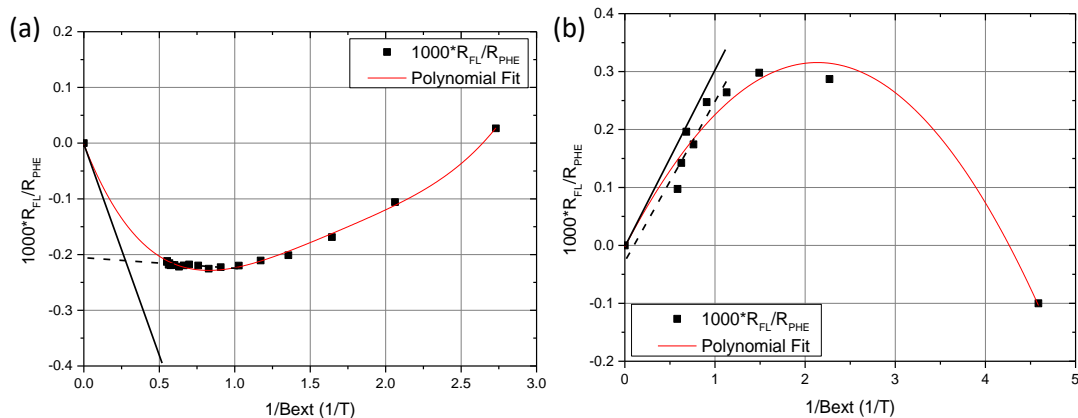 (a)
0.2
0.1
0.0
-0.1
-0.2
-0.3
-0.4
1000*R_FL/R_PHE
1000*R_FL/R_PHE
Polynomial Fit
0.0 0.5 1.0 1.5 2.0 2.5 3.0
1/Bext (1/T)
(b)
0.4
0.3
0.2
0.1
0.0
-0.1
-0.2
1000*R_FL/R_PHE
1000*R_FL/R_PHE
Polynomial Fit
0 1 2 3 4 5
1/Bext (1/T)